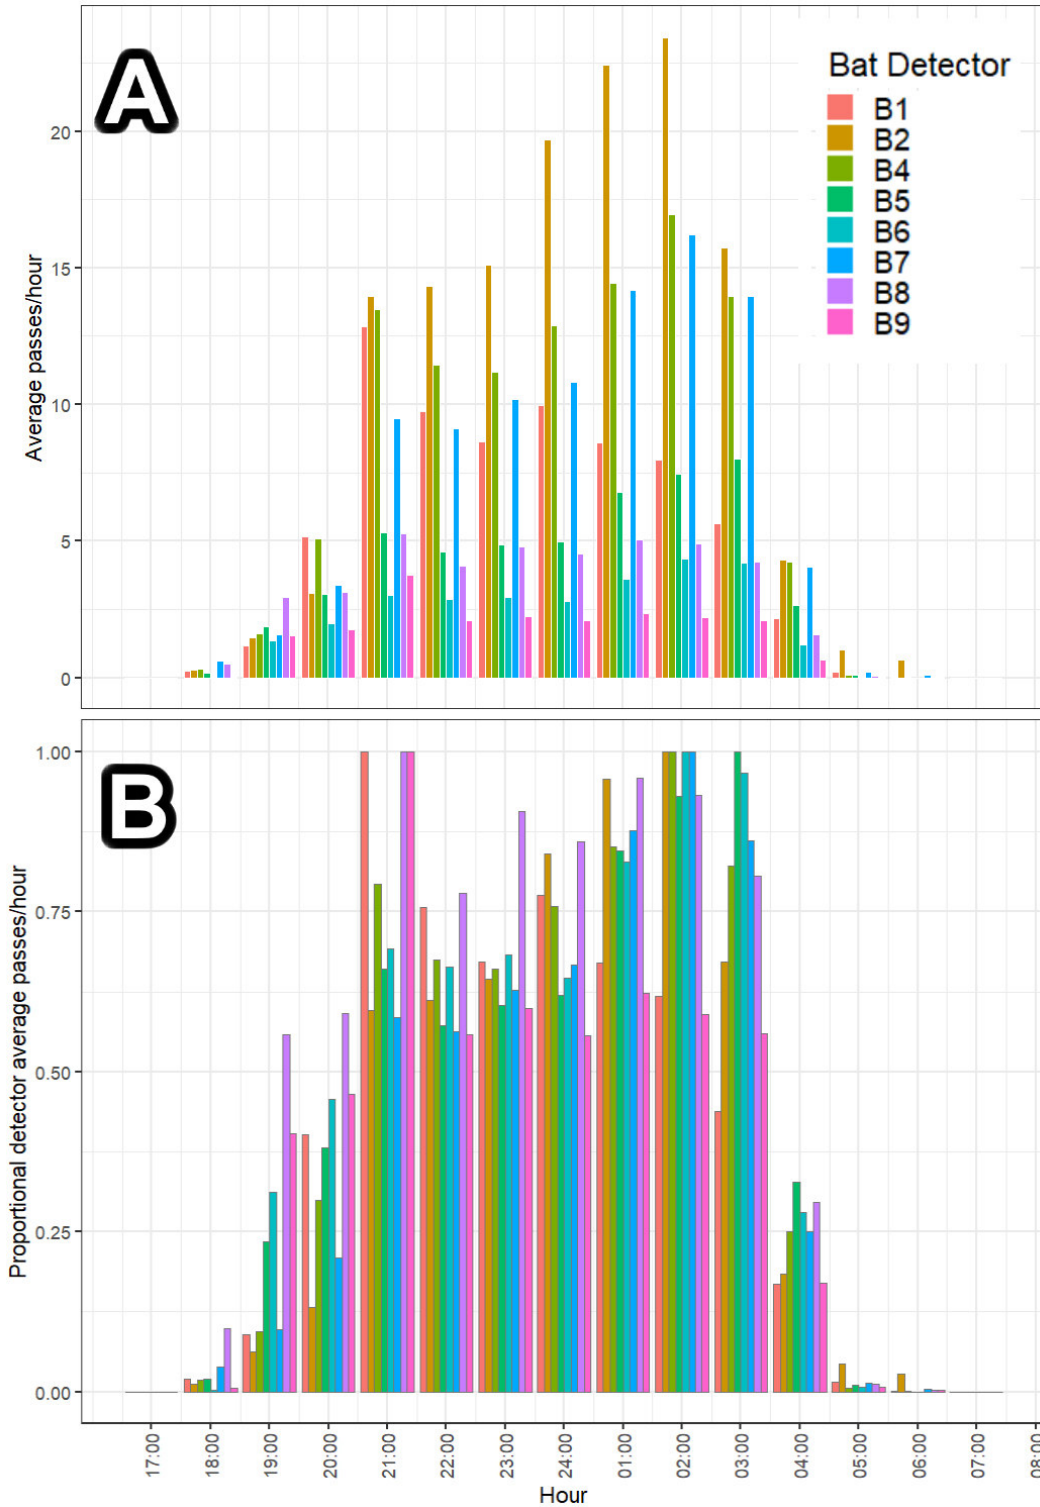 A
Bat Detector
B1
B2
B4
B5
B6
B7
B8
B9
20
15
10
5
0
Average passes/hour
B
1.00
0.75
0.50
0.25
0.00
Proportional detector average passes/hour
17:00
18:00
19:00
20:00
21:00
22:00
23:00
24:00
01:00
02:00
03:00
04:00
05:00
06:00
07:00
08:00
Hour